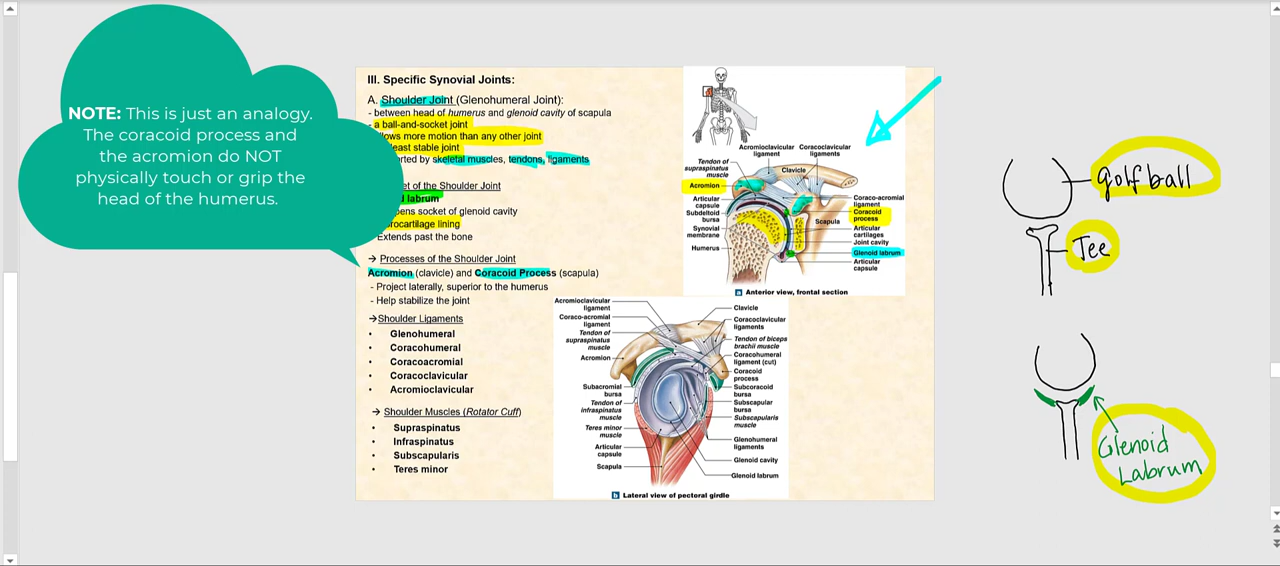 NOTE: This is just an analogy.
The coracoid process and
the acromion do NOT
physically touch or grip the
head of the humerus.
III. Specific Synovial Joints:
A. Shoulder Joint (Glenohumeral Joint):
- between head of humerus and glenoid cavity of scapula
- a ball-and-socket joint
more motion than any other joint
stable joint
by skeletal muscles, tendons, ligaments
of the Shoulder Joint
labrum
socket of glenoid cavity
lining
Extends past the bone
→ Processes of the Shoulder Joint
Acromion (clavicle) and Coracoid Process (scapula)
- Project laterally, superior to the humerus
- Help stabilize the joint
→Shoulder Ligaments
• Glenohumeral
• Coracohumeral
• Coracoacromial
• Coracoclavicular
• Acromioclavicular
→ Shoulder Muscles (Rotator Cuff)
• Supraspinatus
• Infraspinatus
• Subscapularis
• Teres minor
Acromioclavicular
ligament
Coracoclavicular
ligaments
Tendon of
supraspinatus
muscle
Clavicle
Acromion
Articular
capsule
Subdeltoid
bursa
Synovial
membrane
Humerus
Coraco-acromial
ligament
Coracoid
process
Scapula
Articular
cartilages
Joint cavity
Glenoid labrum
Articular
capsule
a Anterior view, frontal section
Acromioclavicular
ligament
Coraco-acromial
ligament
Tendon of
supraspinatus
muscle
Acromion
Subacromial
bursa
Tendon of
infraspinatus
muscle
Teres minor
muscle
Articular
capsule
Scapula
Clavicle
Coracoclavicular
ligaments
Tendon of biceps
brachii muscle
Coracohumeral
ligament (cut)
Coracoid
process
Subcoracoid
bursa
Subscapular
bursa
Subscapularis
muscle
Glenohumeral
ligaments
Glenoid cavity
Glenoid labrum
b Lateral view of pectoral girdle
golf ball
Tee
Glenoid
Labrum